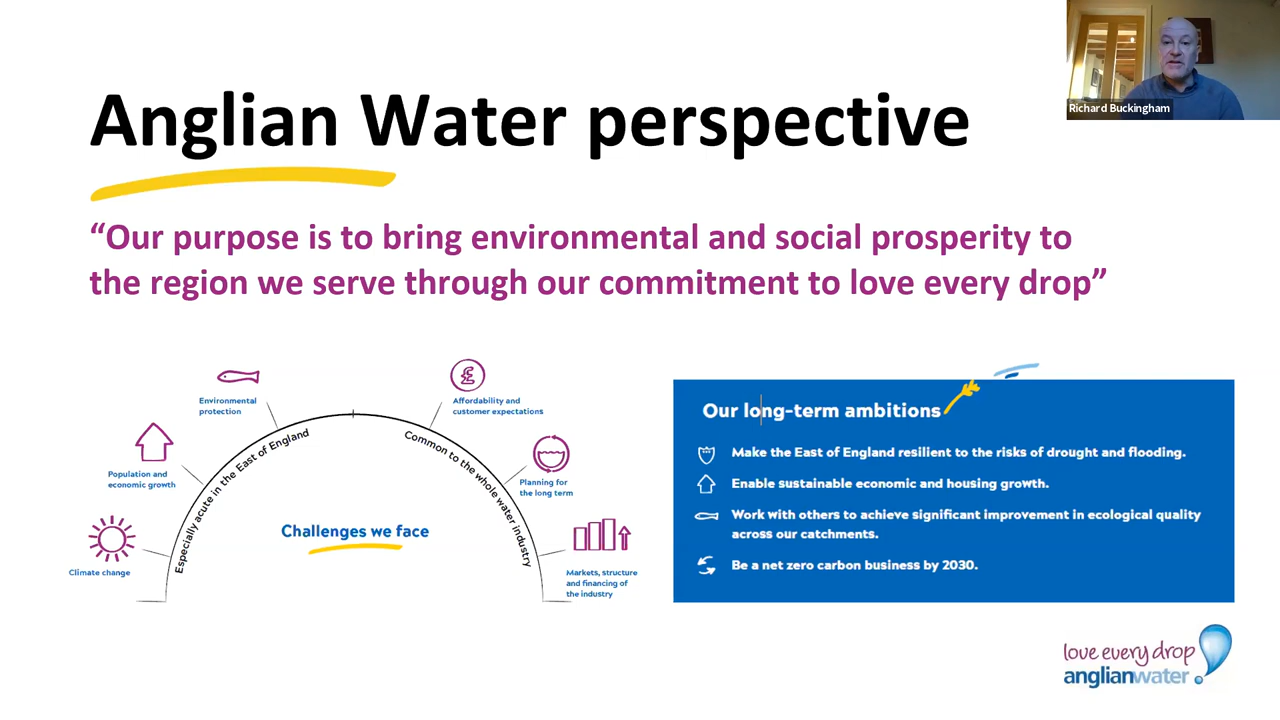 Anglian Water perspective
Richard Buckingham
“Our purpose is to bring environmental and social prosperity to
the region we serve through our commitment to love every drop”
Environmental
protection
Affordability and
customer expectations
Population and
economic growth
Planning for
the long term
Climate change
Markets, structure
and financing of
the industry
Especially acute in the East of England
Common to the whole water industry
Challenges we face
£
Our long-term ambitions
Make the East of England resilient to the risks of drought and flooding.
Enable sustainable economic and housing growth.
Work with others to achieve significant improvement in ecological quality
across our catchments.
Be a net zero carbon business by 2030.
love every drop
anglianwater